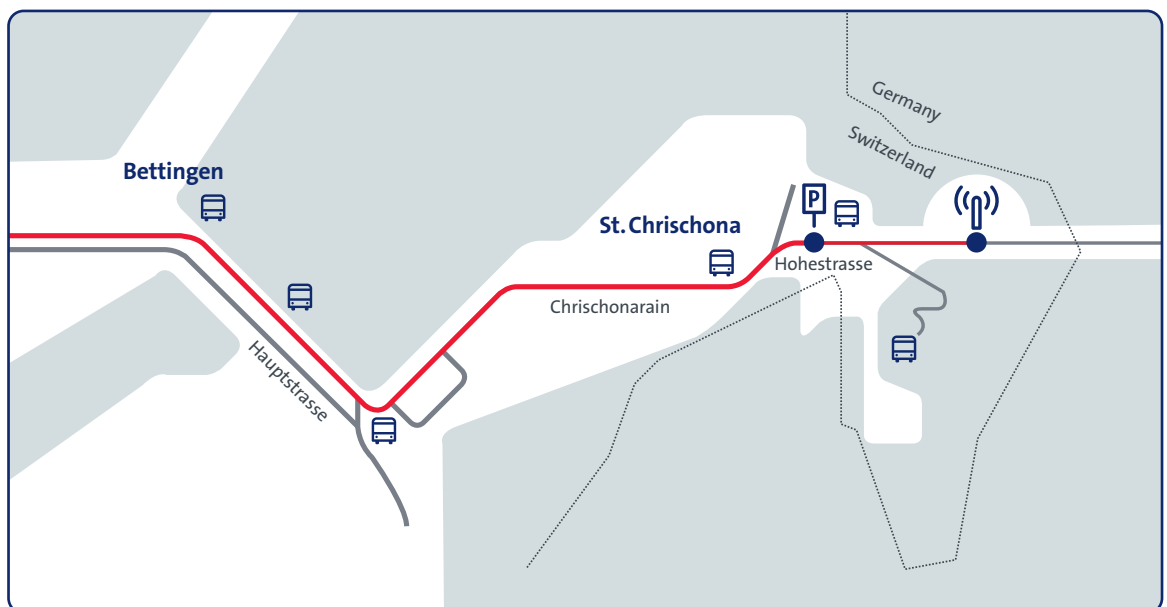 Germany
Switzerland
Bettingen
P
St. Chrischona
Hohestrasse
Chrischonarain
Hauptstrasse